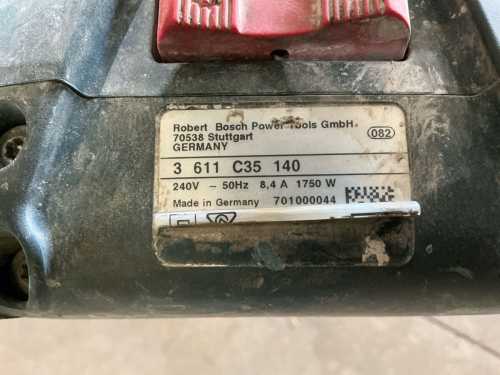 Robert Bosch Power Tools GmbH
70538 Stuttgart
GERMANY
082
3 611 C35 140
240V ~ 50Hz 8,4 A 1750 W
Made in Germany 701000044